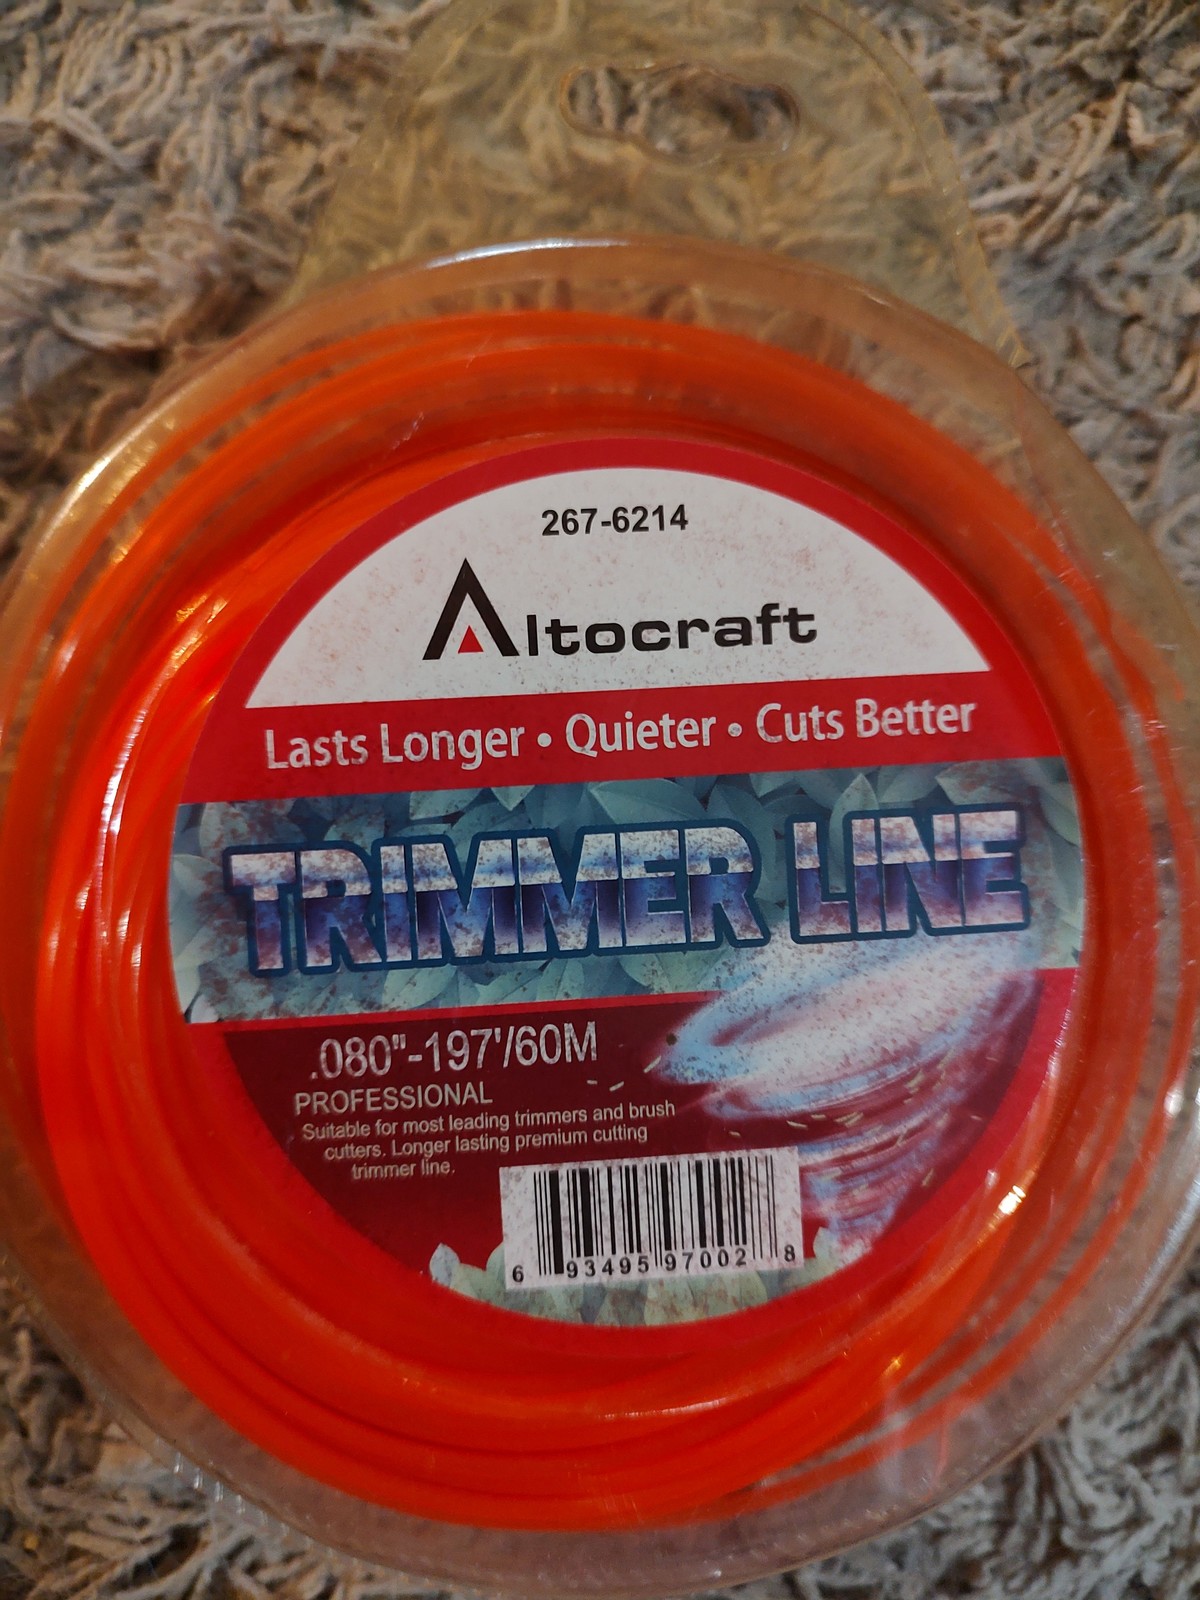 267-6214
Altocraft
Lasts Longer • Quieter • Cuts Better
TRIMMER LINE
.080"-197'/60M
PROFESSIONAL
Suitable for most leading trimmers and brush
cutters. Longer lasting premium cutting
trimmer line.
6 93495 97002 8